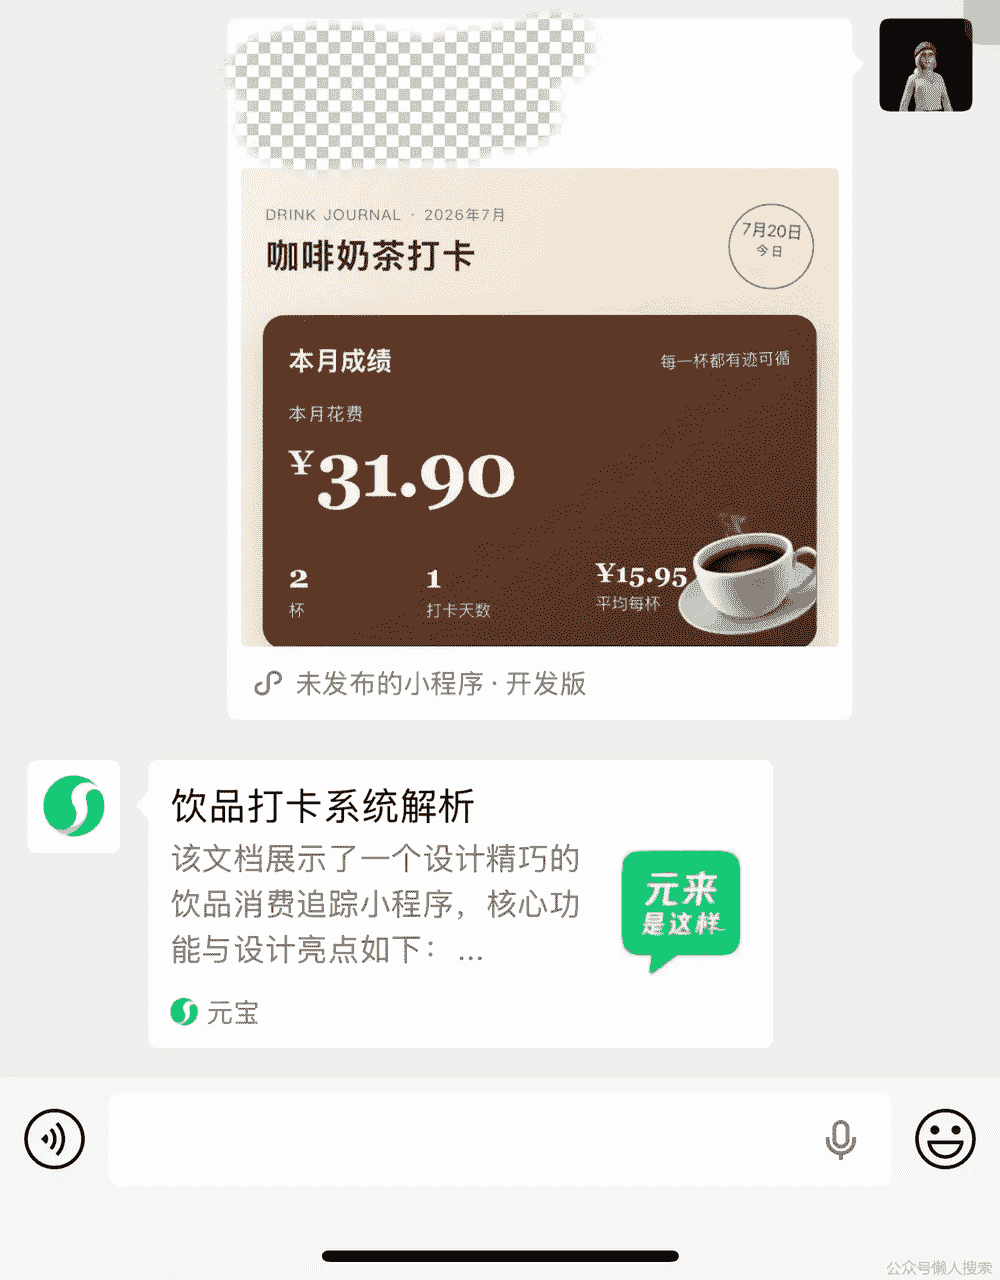 DRINK JOURNAL · 2026年7月
咖啡奶茶打卡
7月20日
今日
本月成绩
每一杯都有迹可循
本月花费
¥31.90
2
杯
1
打卡天数
¥15.95
平均每杯
未发布的小程序 · 开发版
饮品打卡系统解析
该文档展示了一个设计精巧的
饮品消费追踪小程序，核心功
能与设计亮点如下： ...
元来
是这样
元宝
公众号懒人搜索